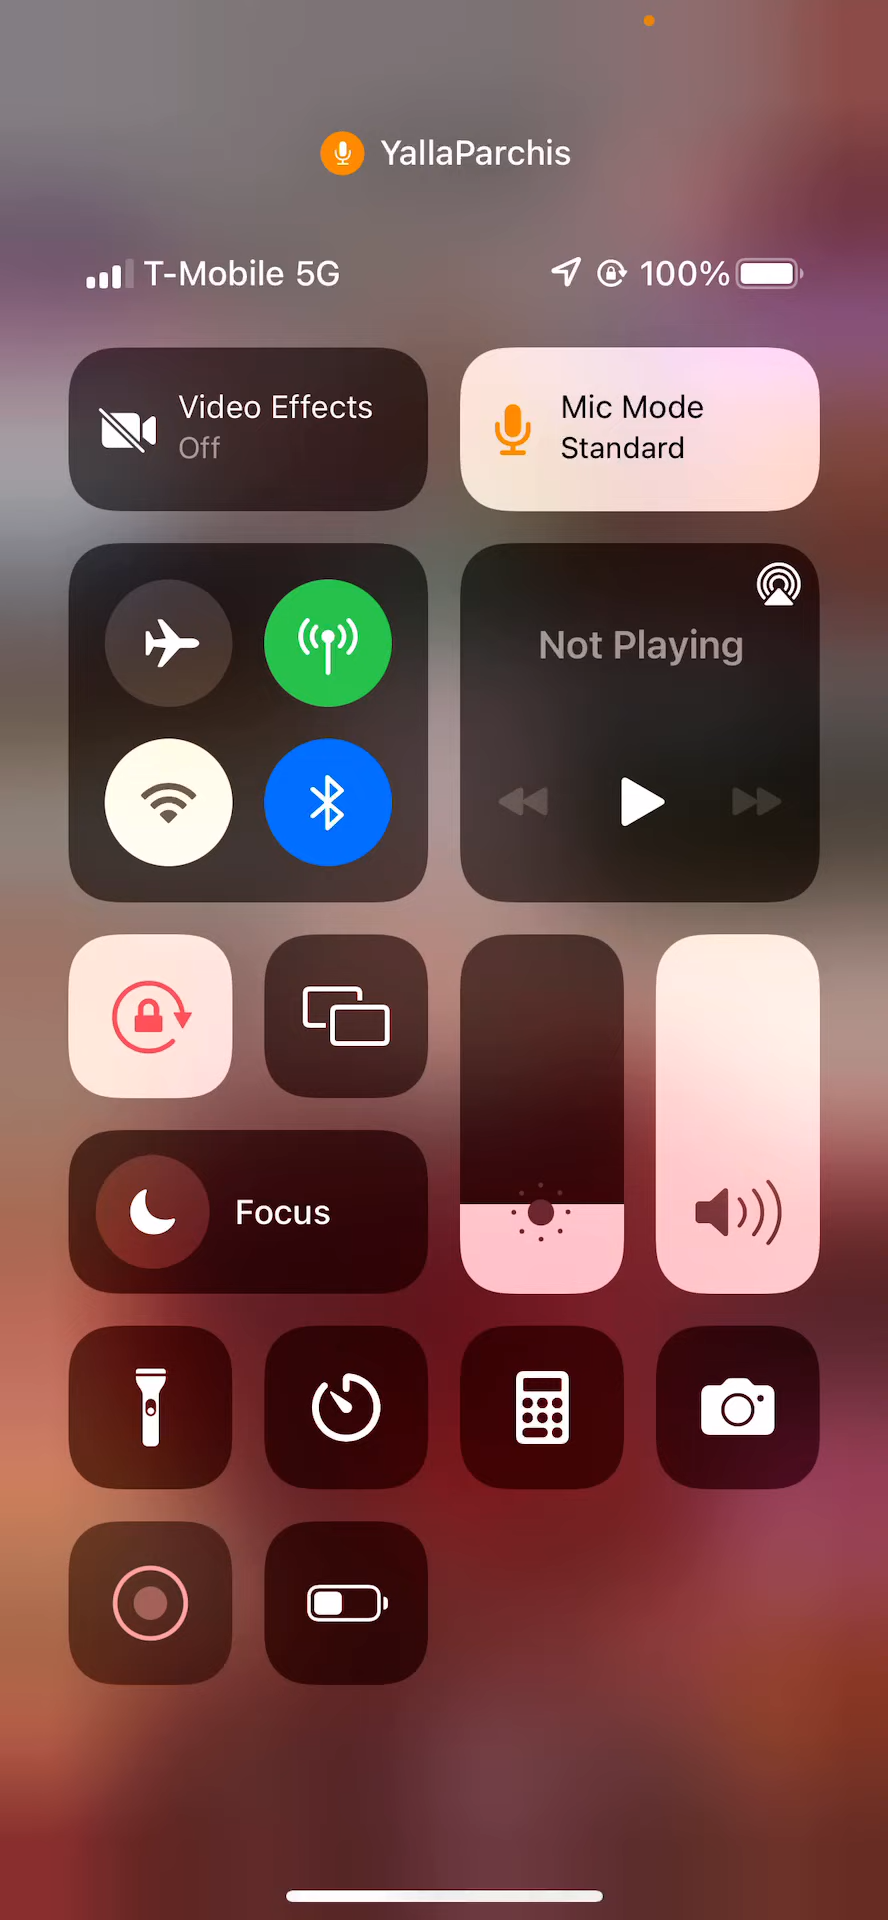 YallaParchis
T-Mobile 5G
100%
Video Effects
Off
Mic Mode
Standard
Not Playing
Focus